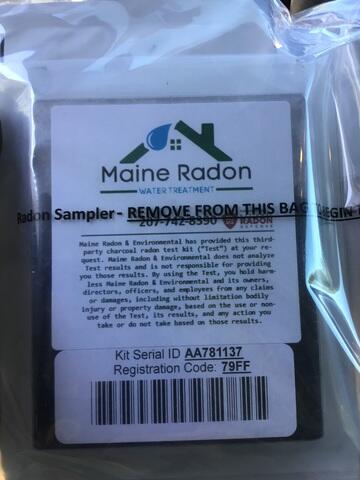 Maine Radon
WATER TREATMENT
Radon Sampler- REMOVE FROM THIS BAG
207-742-8390 RADON
DEFENSE
Maine Radon & Environmental has provided this third-
party charcoal radon test kit ("Test") at your re-
quest. Maine Radon & Environmental does not analyze
Test results and is not responsible for providing
you those results. By using the Test, you hold harm-
less Maine Radon & Environmental and its owners,
directors, officers, and employees from any claims
or damages, including without limitation bodily
injury or property damage, based on the use or non-
use of the Test, its results, and any action you
take or do not take based on those results.
Kit Serial ID AA781137
Registration Code: 79FF